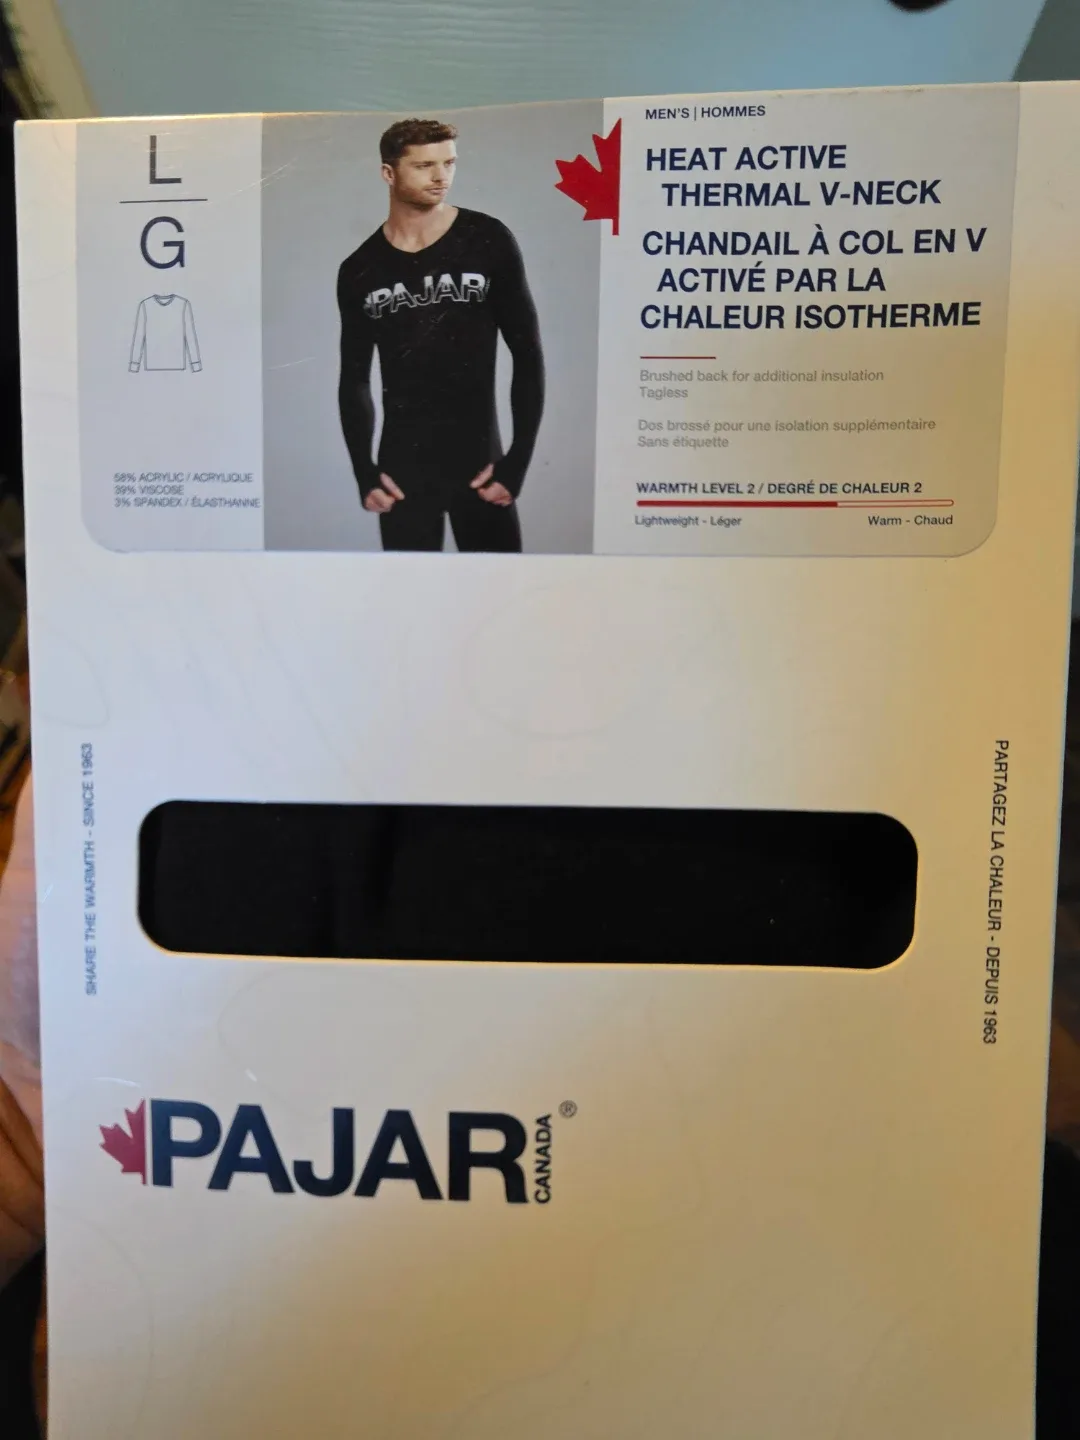 L
G
58% ACRYLIC / ACRYLIQUE
39% VISCOSE
3% SPANDEX / ÉLASTHANNE
PAJAR
MEN'S | HOMMES
HEAT ACTIVE
THERMAL V-NECK
CHANDAIL À COL EN V
ACTIVÉ PAR LA
CHALEUR ISOTHERME
Brushed back for additional insulation
Tagless
Dos brossé pour une isolation supplémentaire
Sans étiquette
WARMTH LEVEL 2 / DEGRÉ DE CHALEUR 2
Lightweight - Léger
Warm - Chaud
SHARE THE WARMTH - SINCE 1963
PARTAGEZ LA CHALEUR - DEPUIS 1963
PAJAR
CANADA
®